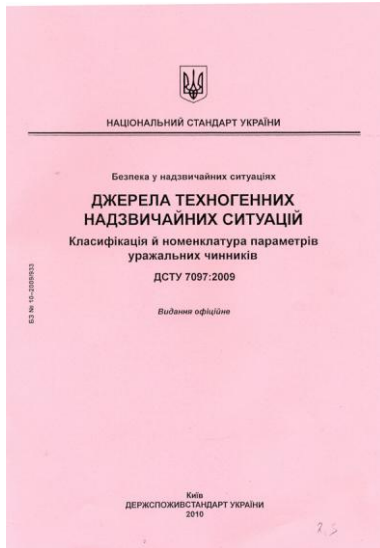 НАЦІОНАЛЬНИЙ СТАНДАРТ УКРАЇНИ
Безпека у надзвичайних ситуаціях
ДЖЕРЕЛА ТЕХНОГЕННИХ
НАДЗВИЧАЙНИХ СИТУАЦІЙ
Класифікація й номенклатура параметрів
уражальних чинників
ДСТУ 7097:2009
Видання офіційне
БЗ № 10–2009/933
Київ
ДЕРЖСПОЖИВСТАНДАРТ УКРАЇНИ
2010